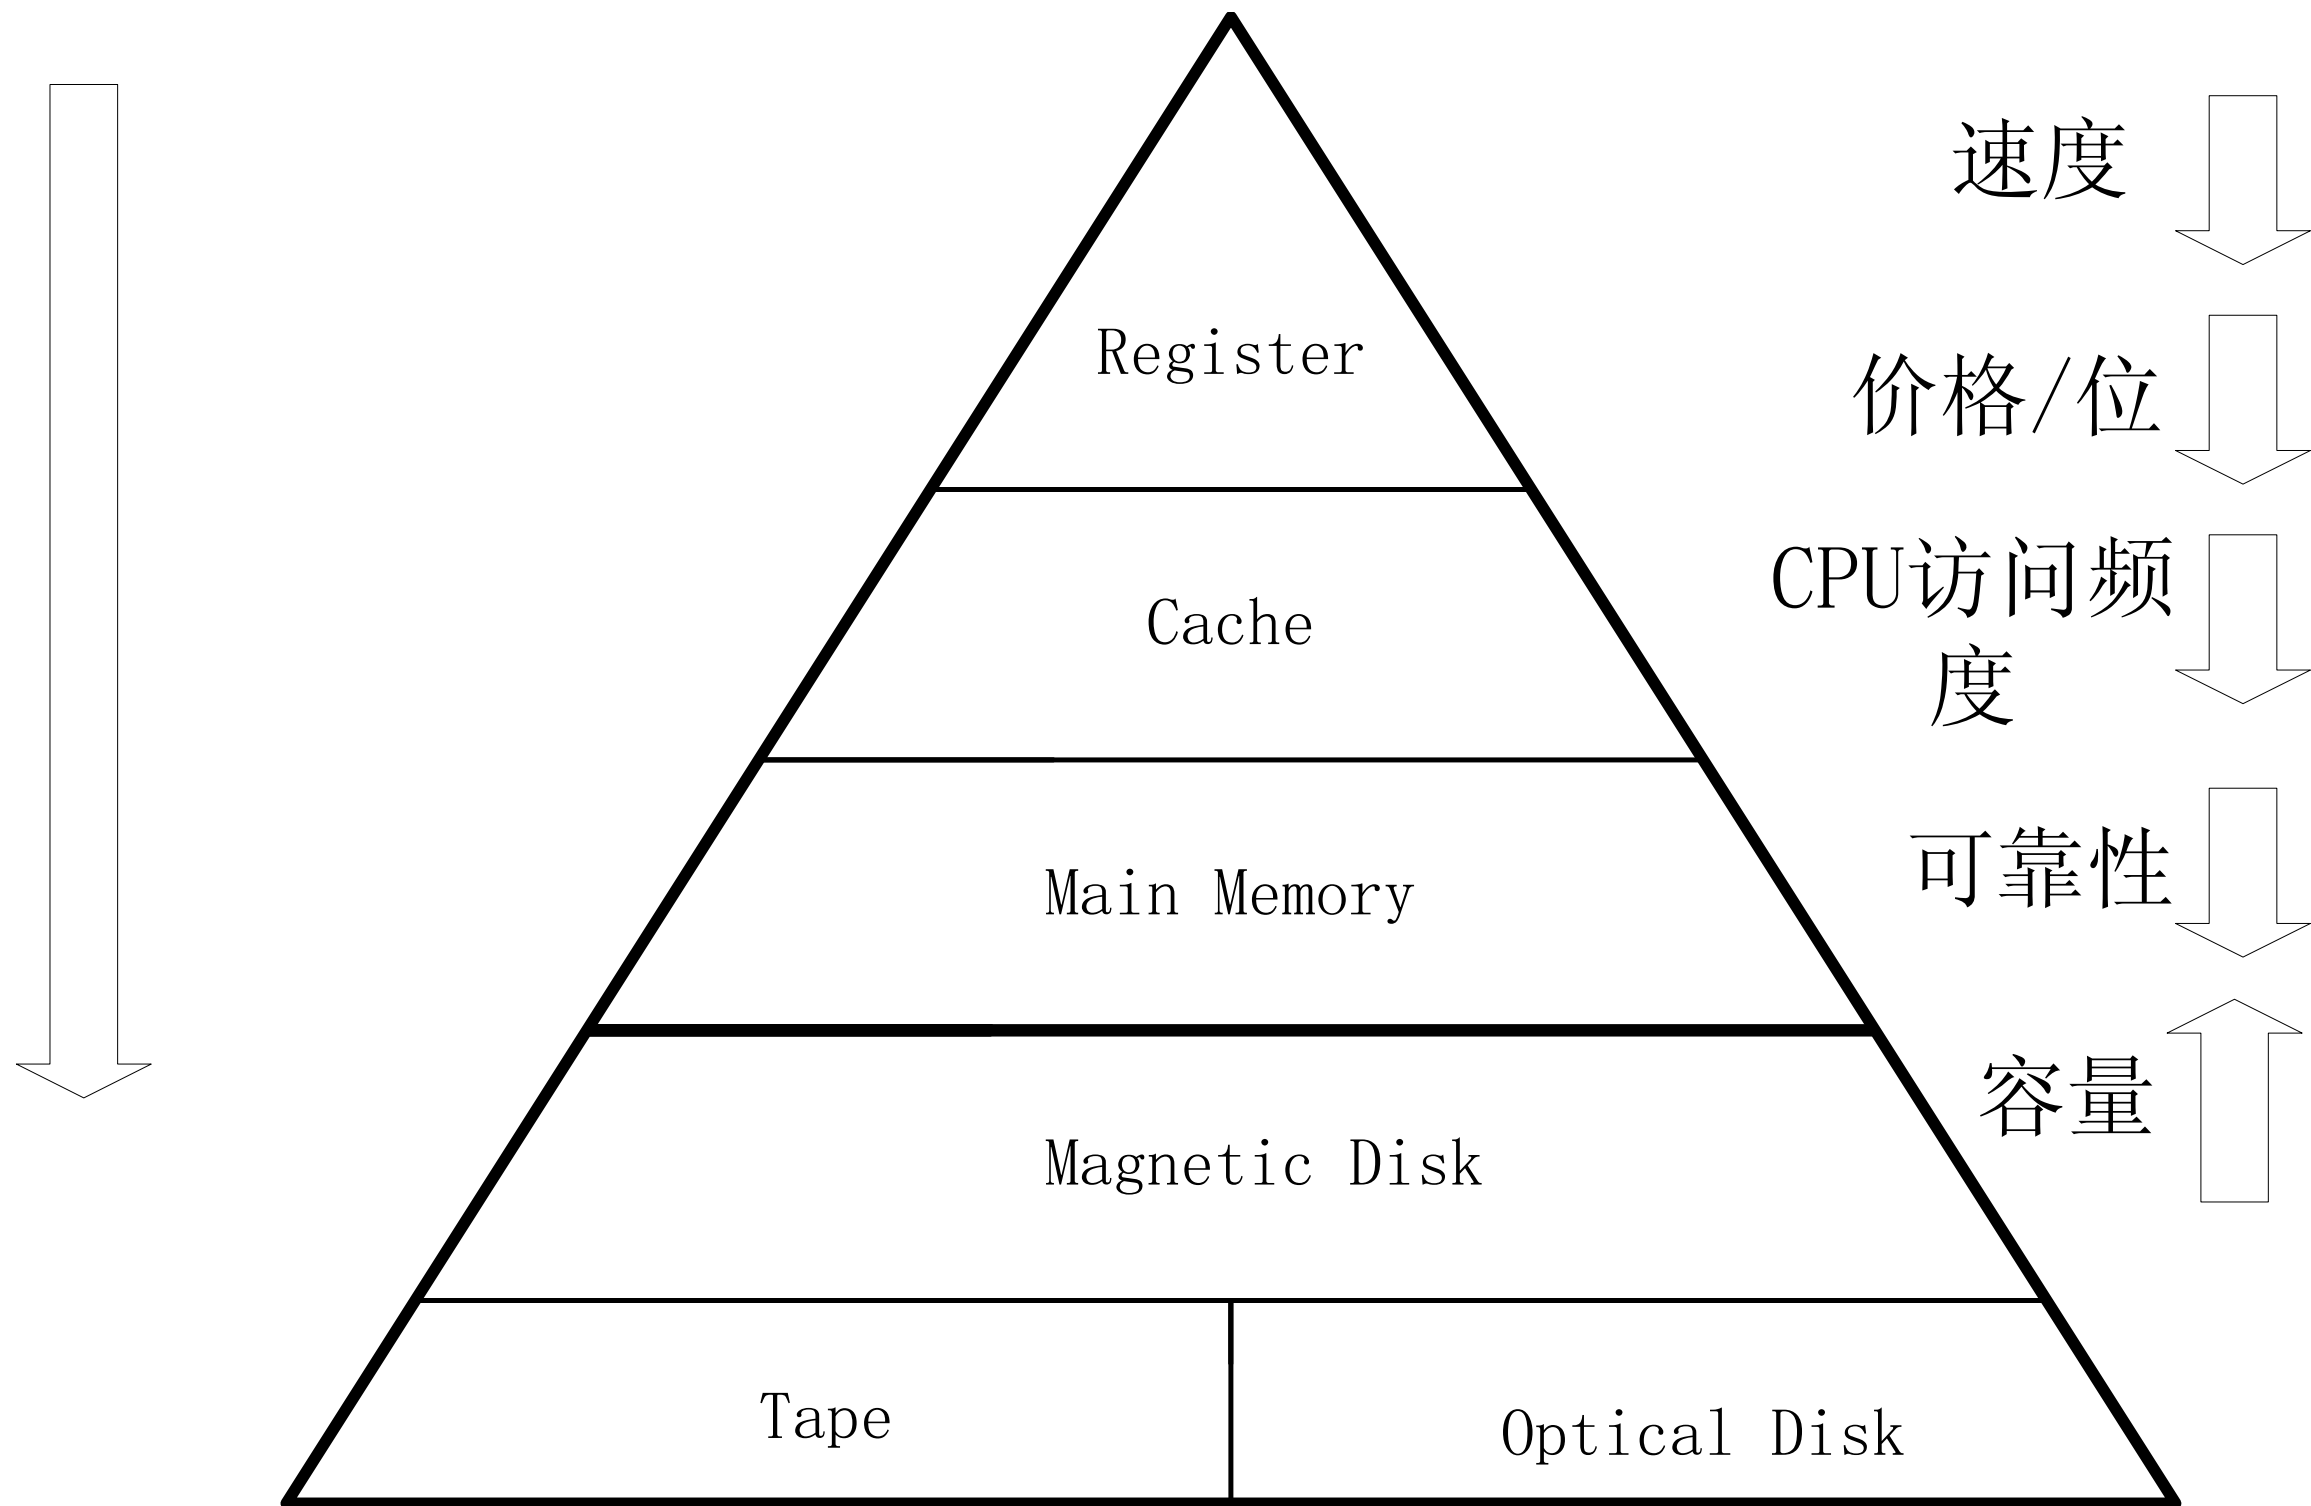 速度
Register
价格/位
CPU访问频
度
Cache
Main Memory
可靠性
容量
Magnetic Disk
Tape
Optical Disk